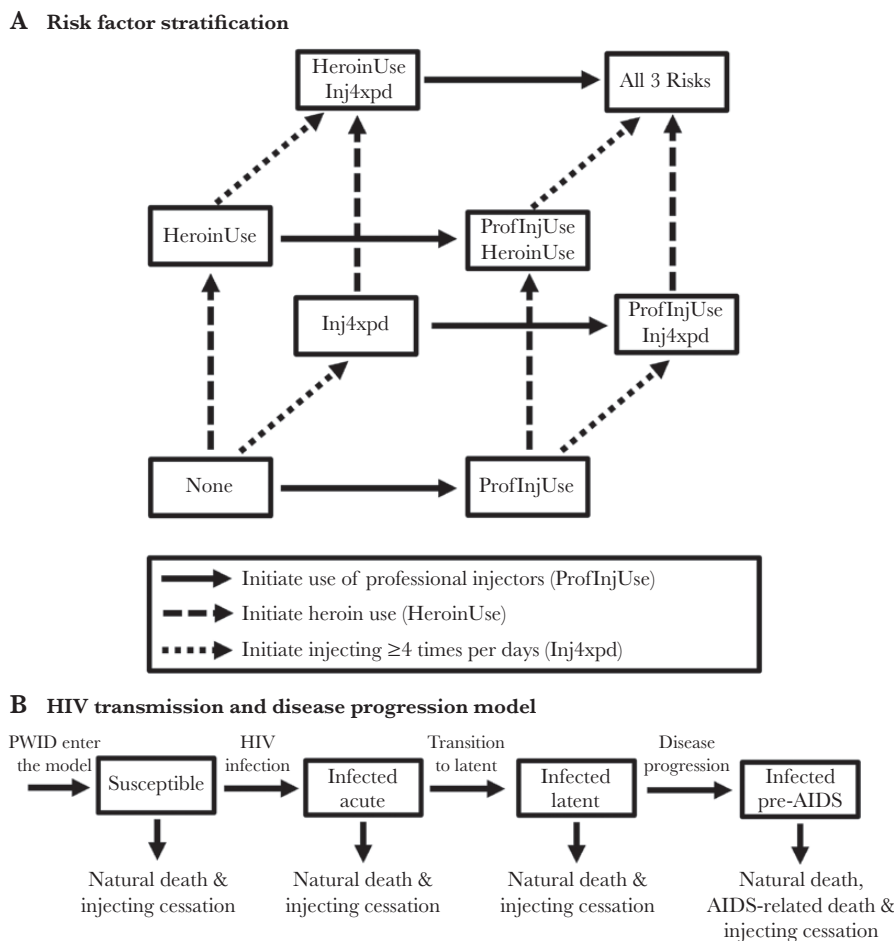 A Risk factor stratification
HeroinUse
Inj4xpd
All 3 Risks
HeroinUse
ProfInjUse
HeroinUse
Inj4xpd
ProfInjUse
Inj4xpd
None
ProfInjUse
Initiate use of professional injectors (ProfInjUse)
Initiate heroin use (HeroinUse)
Initiate injecting ≥4 times per days (Inj4xpd)
B HIV transmission and disease progression model
PWID enter
the model
Susceptible
HIV
infection
Infected
acute
Transition
to latent
Infected
latent
Disease
progression
Infected
pre-AIDS
Natural death &
injecting cessation
Natural death &
injecting cessation
Natural death &
injecting cessation
Natural death,
AIDS-related death &
injecting cessation